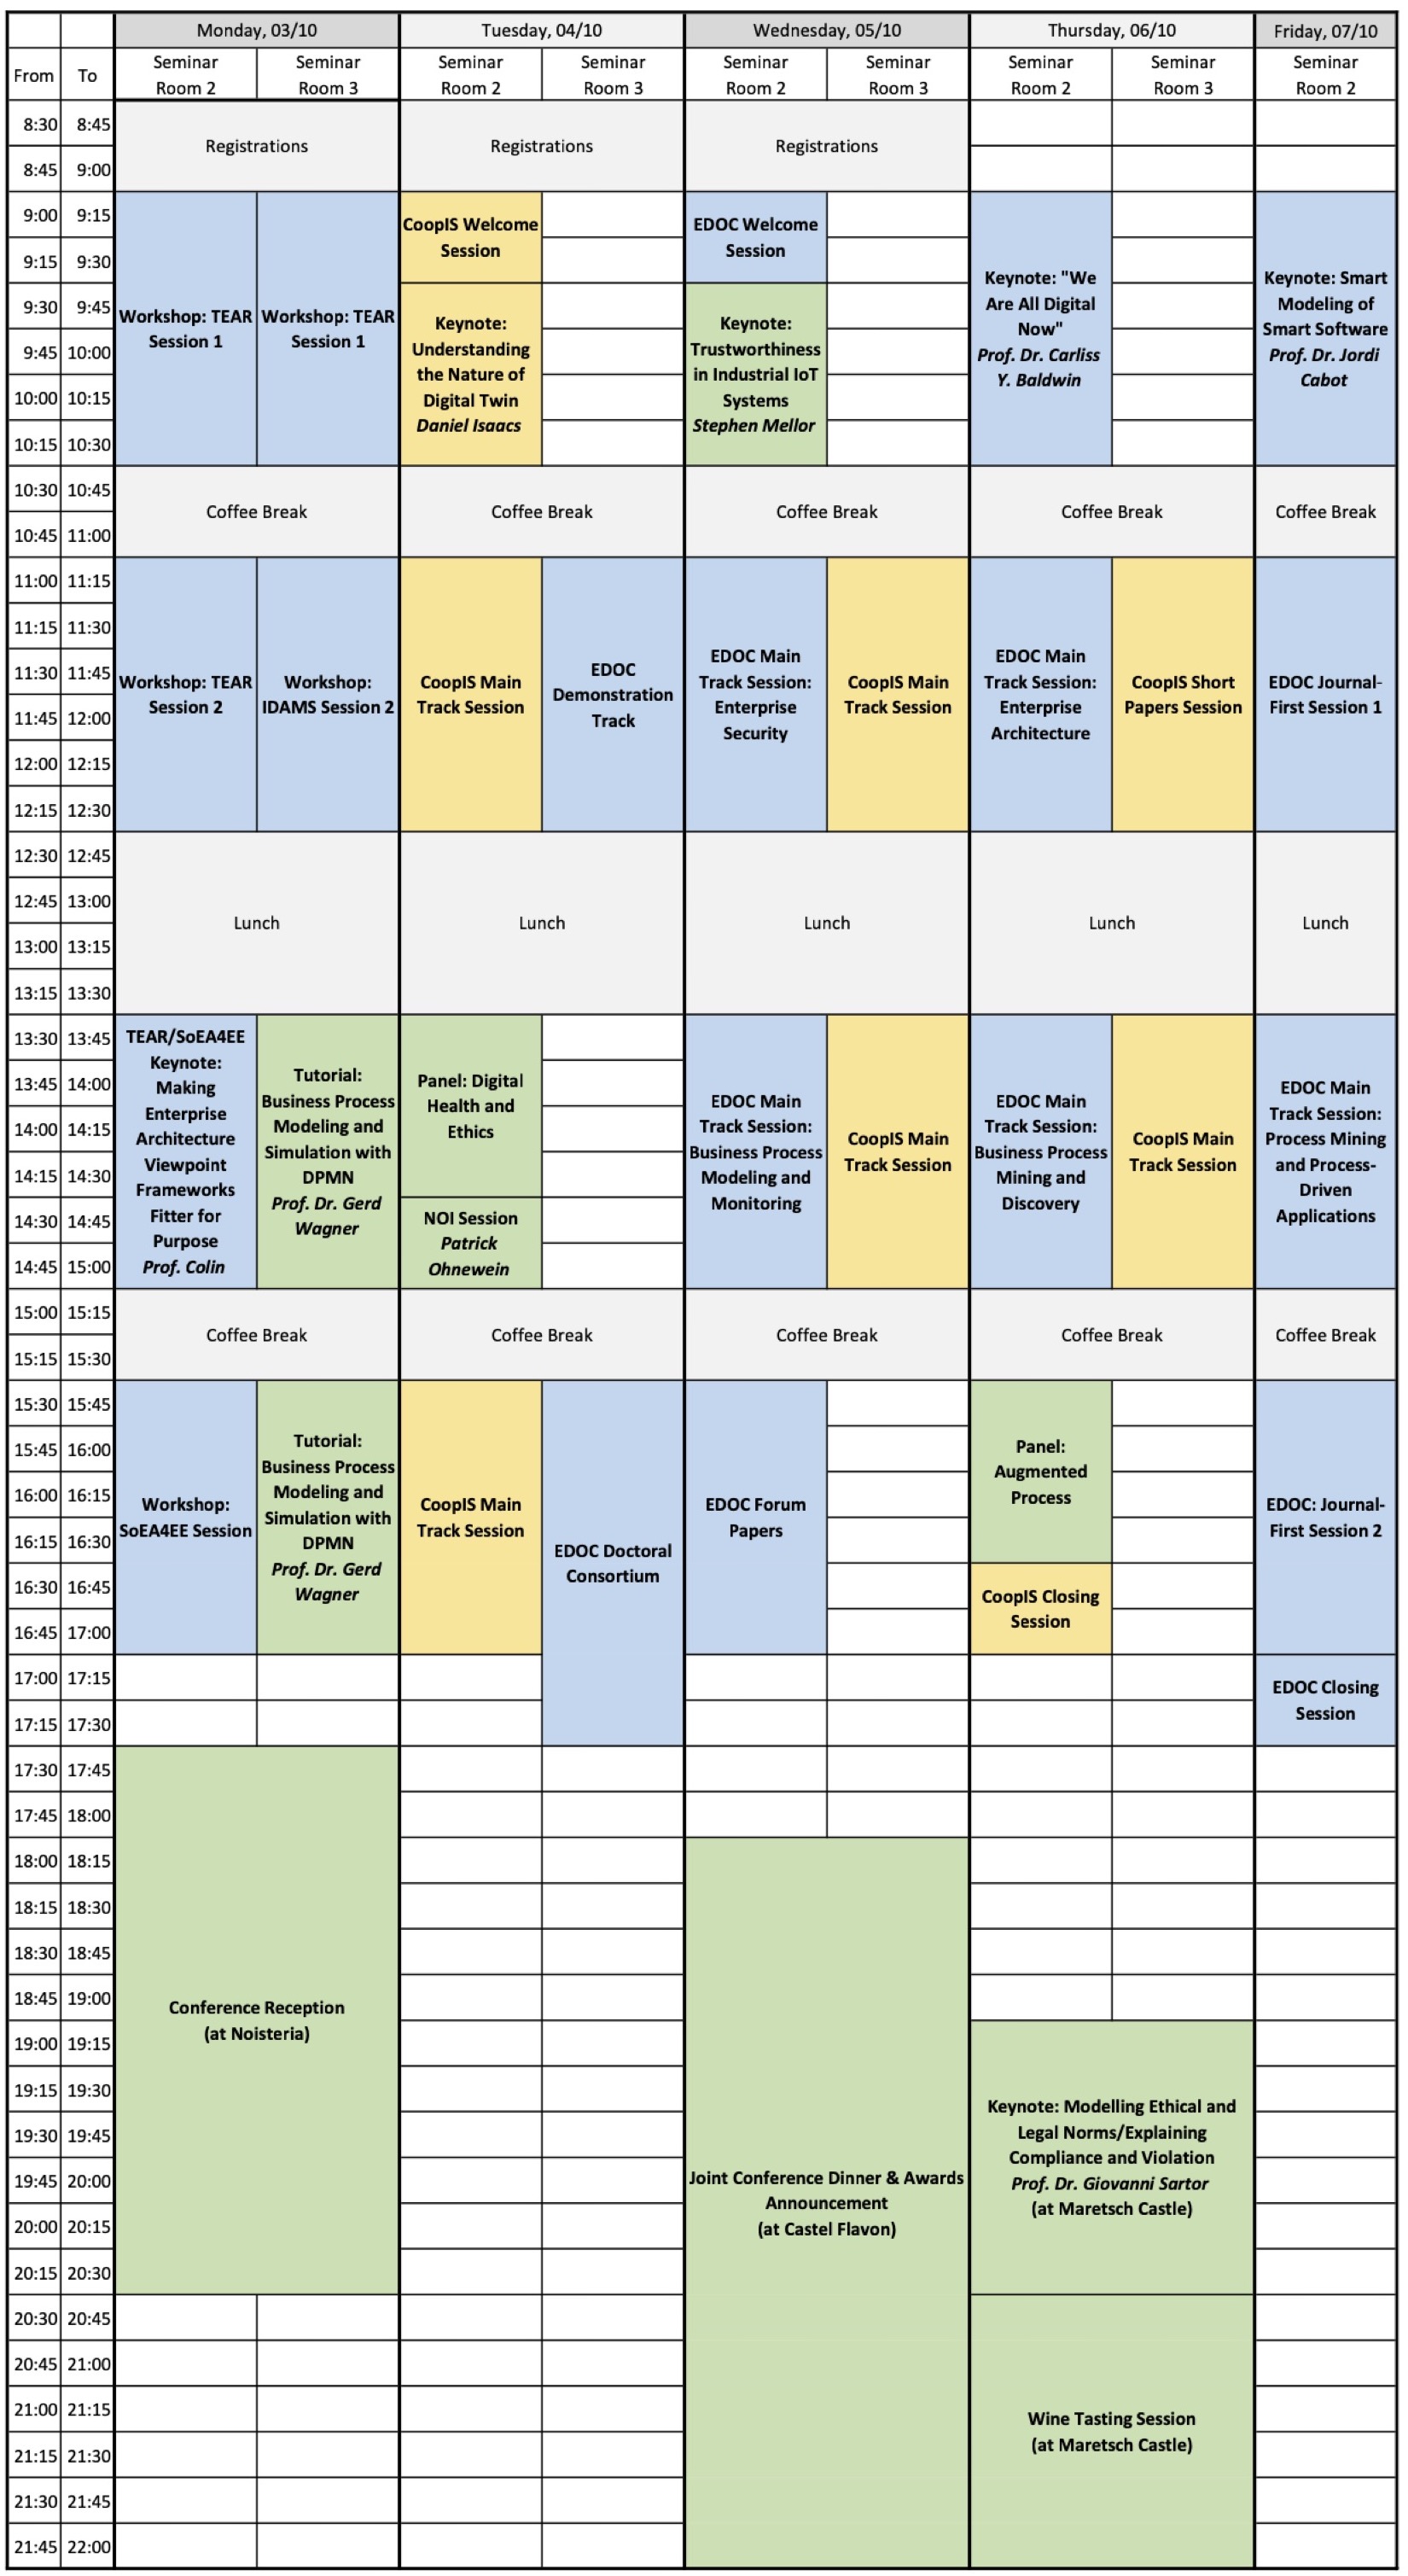 Monday, 03/10 Tuesday, 04/10 Wednesday, 05/10 Thursday, 06/10 Friday, 07/10
From To Seminar Room 2 Seminar Room 3 Seminar Room 2 Seminar Room 3 Seminar Room 2 Seminar Room 3 Seminar Room 2 Seminar Room 3 Seminar Room 2
8:30 8:45
Registrations Registrations Registrations
8:45 9:00
9:00 9:15
Workshop: TEAR
Session 1
Workshop: TEAR
Session 1
CoopIS Welcome
Session
EDOC Welcome
Session
Keynote: "We
Are All Digital
Now"
Prof. Dr. Carliss
Y. Baldwin
Keynote: Smart
Modeling of
Smart Software
Prof. Dr. Jordi
Cabot
9:15 9:30
9:30 9:45
Keynote:
Understanding
the Nature of
Digital Twin
Daniel Isaacs
Keynote:
Trustworthiness
in Industrial IoT
Systems
Stephen Mellor
9:45 10:00
10:00 10:15
10:15 10:30
10:30 10:45
Coffee Break Coffee Break Coffee Break Coffee Break Coffee Break
10:45 11:00
11:00 11:15
Workshop: TEAR
Session 2
Workshop:
IDAMS Session 2
CoopIS Main
Track Session
EDOC
Demonstration
Track
EDOC Main
Track Session:
Enterprise
Security
CoopIS Main
Track Session
EDOC Main
Track Session:
Enterprise
Architecture
CoopIS Short
Papers Session
EDOC Journal-
First Session 1
11:15 11:30
11:30 11:45
11:45 12:00
12:00 12:15
12:15 12:30
12:30 12:45
Lunch Lunch Lunch Lunch Lunch
12:45 13:00
13:00 13:15
13:15 13:30
13:30 13:45
TEAR/SoEA4EE
Keynote:
Making
Enterprise
Architecture
Viewpoint
Frameworks
Fitter for
Purpose
Prof. Colin
Tutorial:
Business Process
Modeling and
Simulation with
DPMN
Prof. Dr. Gerd
Wagner
Panel: Digital
Health and
Ethics
EDOC Main
Track Session:
Business Process
Modeling and
Monitoring
CoopIS Main
Track Session
EDOC Main
Track Session:
Business Process
Mining and
Discovery
CoopIS Main
Track Session
EDOC Main
Track Session:
Process Mining
and Process-
Driven
Applications
13:45 14:00
14:00 14:15
14:15 14:30
14:30 14:45
NOI Session
Patrick
Ohnewein
14:45 15:00
15:00 15:15
Coffee Break Coffee Break Coffee Break Coffee Break Coffee Break
15:15 15:30
15:30 15:45
Workshop:
SoEA4EE Session
Tutorial:
Business Process
Modeling and
Simulation with
DPMN
Prof. Dr. Gerd
Wagner
CoopIS Main
Track Session
EDOC Doctoral
Consortium
EDOC Forum
Papers
Panel:
Augmented
Process
EDOC: Journal-
First Session 2
15:45 16:00
16:00 16:15
16:15 16:30
16:30 16:45
CoopIS Closing
Session
16:45 17:00
17:00 17:15
EDOC Closing
Session
17:15 17:30
17:30 17:45
Conference Reception
(at Noisteria)
17:45 18:00
18:00 18:15
Joint Conference Dinner & Awards
Announcement
(at Castel Flavon)
18:15 18:30
18:30 18:45
18:45 19:00
19:00 19:15
Keynote: Modelling Ethical and
Legal Norms/Explaining
Compliance and Violation
Prof. Dr. Giovanni Sartor
(at Maretsch Castle)
19:15 19:30
19:30 19:45
19:45 20:00
20:00 20:15
20:15 20:30
20:30 20:45
Wine Tasting Session
(at Maretsch Castle)
20:45 21:00
21:00 21:15
21:15 21:30
21:30 21:45
21:45 22:00